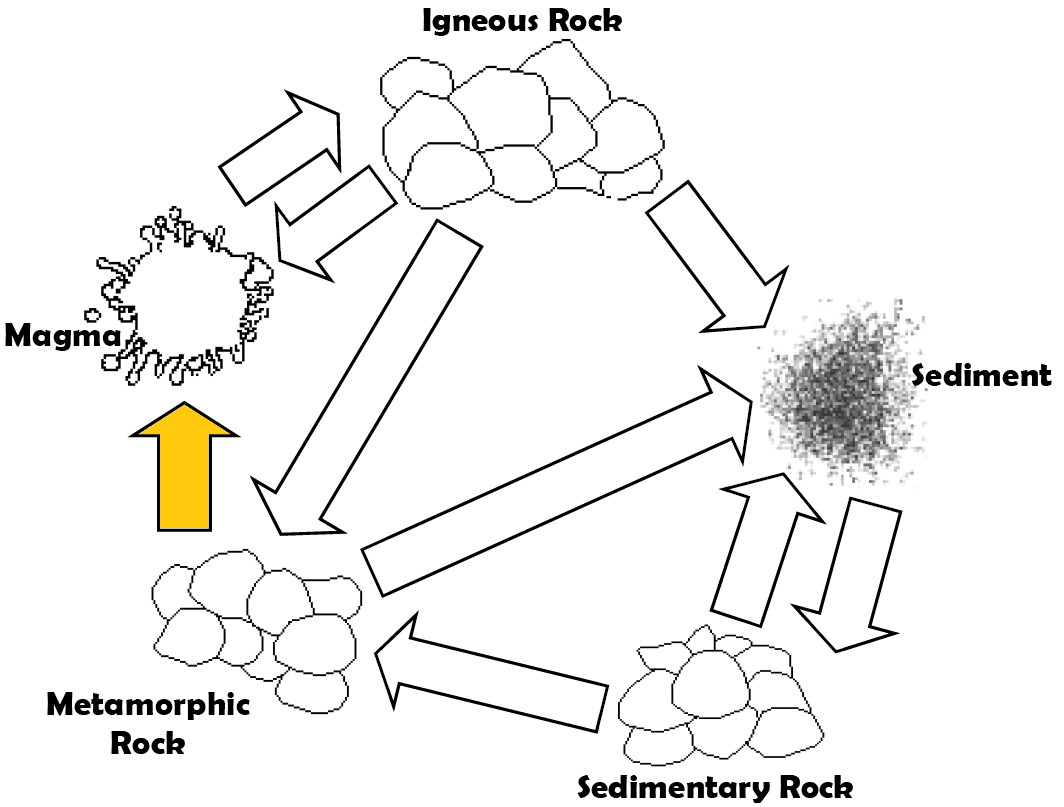 Igneous Rock
Magma
Sediment
Metamorphic
Rock
Sedimentary Rock